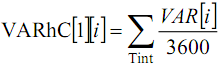 VARhC[1][i] = ∑ VAR[i]
Tint 3600